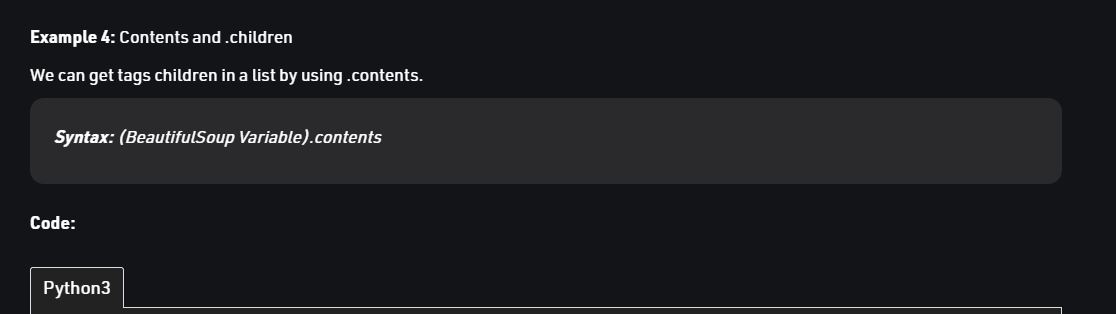 Example 4: Contents and .children
We can get tags children in a list by using .contents.
Syntax: (BeautifulSoup Variable).contents
Code:
Python3